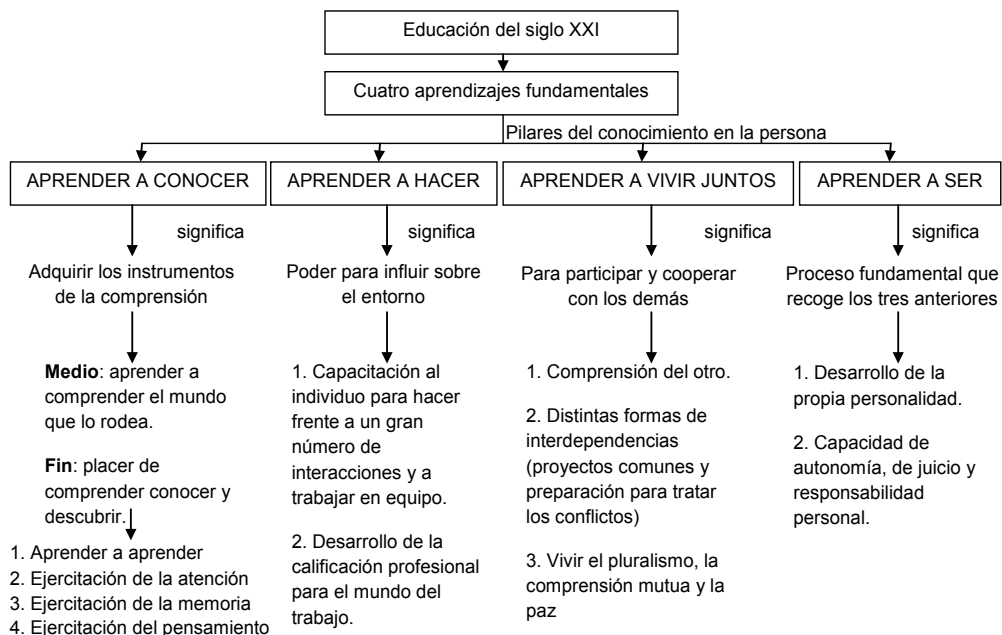 Educación del siglo XXI
Cuatro aprendizajes fundamentales
Pilares del conocimiento en la persona
APRENDER A CONOCER
significa
Adquirir los instrumentos
de la comprensión
Medio: aprender a
comprender el mundo
que lo rodea.
Fin: placer de
comprender conocer y
descubrir.
1. Aprender a aprender
2. Ejercitación de la atención
3. Ejercitación de la memoria
4. Ejercitación del pensamiento
APRENDER A HACER
significa
Poder para influir sobre
el entorno
1. Capacitación al
individuo para hacer
frente a un gran
número de
interacciones y a
trabajar en equipo.
2. Desarrollo de la
calificación profesional
para el mundo del
trabajo.
APRENDER A VIVIR JUNTOS
significa
Para participar y cooperar
con los demás
1. Comprensión del otro.
2. Distintas formas de
interdependencias
(proyectos comunes y
preparación para tratar
los conflictos)
3. Vivir el pluralismo, la
comprensión mutua y la
paz
APRENDER A SER
significa
Proceso fundamental que
recoge los tres anteriores
1. Desarrollo de la
propia personalidad.
2. Capacidad de
autonomía, de juicio y
responsabilidad
personal.